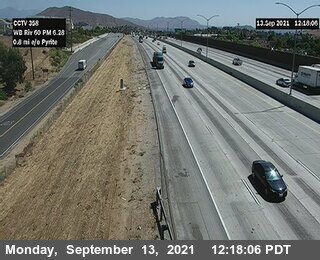 CCTV 358
WB Riv 60 PM 6.28
0.8 mi e/o Pyrite
13 Sep 2021
12:18:06
Monday, September 13, 2021 12:18:06 PDT